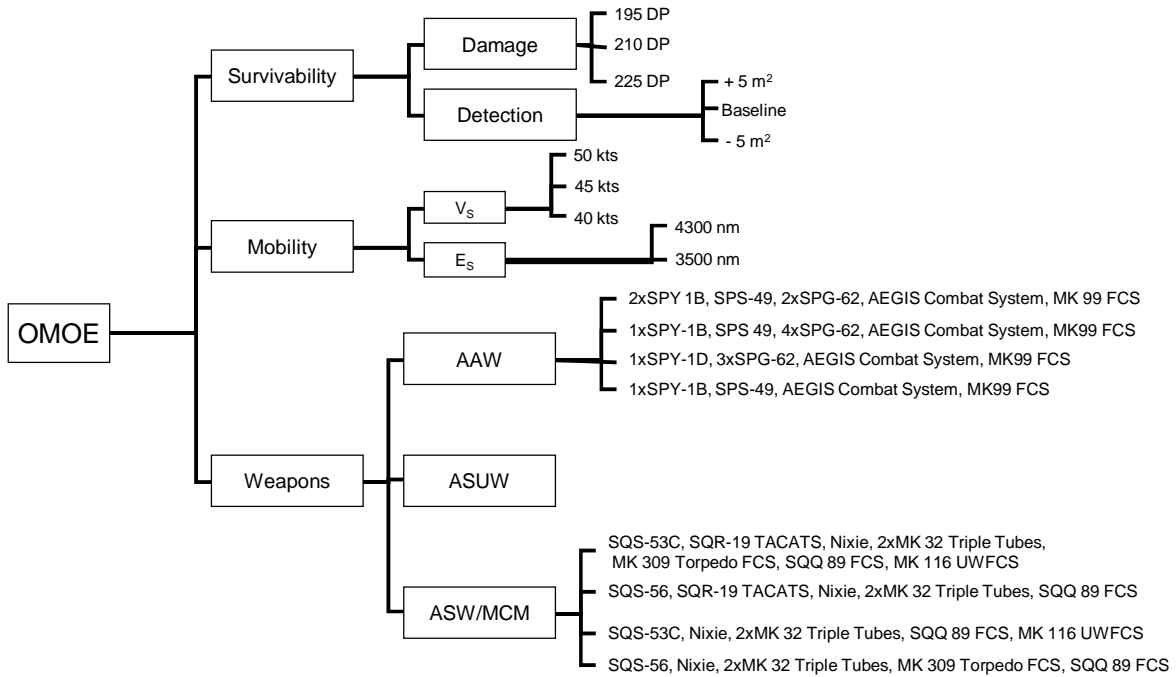 OMOE
Survivability
Damage
195 DP
210 DP
225 DP
Detection
+ 5 m²
Baseline
- 5 m²
Mobility
V_S
50 kts
45 kts
40 kts
E_S
4300 nm
3500 nm
Weapons
AAW
2xSPY 1B, SPS-49, 2xSPG-62, AEGIS Combat System, MK 99 FCS
1xSPY-1B, SPS 49, 4xSPG-62, AEGIS Combat System, MK99 FCS
1xSPY-1D, 3xSPG-62, AEGIS Combat System, MK99 FCS
1xSPY-1B, SPS-49, AEGIS Combat System, MK99 FCS
ASUW
ASW/MCM
SQS-53C, SQR-19 TACATS, Nixie, 2xMK 32 Triple Tubes,
MK 309 Torpedo FCS, SQQ 89 FCS, MK 116 UWFCS
SQS-56, SQR-19 TACATS, Nixie, 2xMK 32 Triple Tubes, SQQ 89 FCS
SQS-53C, Nixie, 2xMK 32 Triple Tubes, SQQ 89 FCS, MK 116 UWFCS
SQS-56, Nixie, 2xMK 32 Triple Tubes, MK 309 Torpedo FCS, SQQ 89 FCS